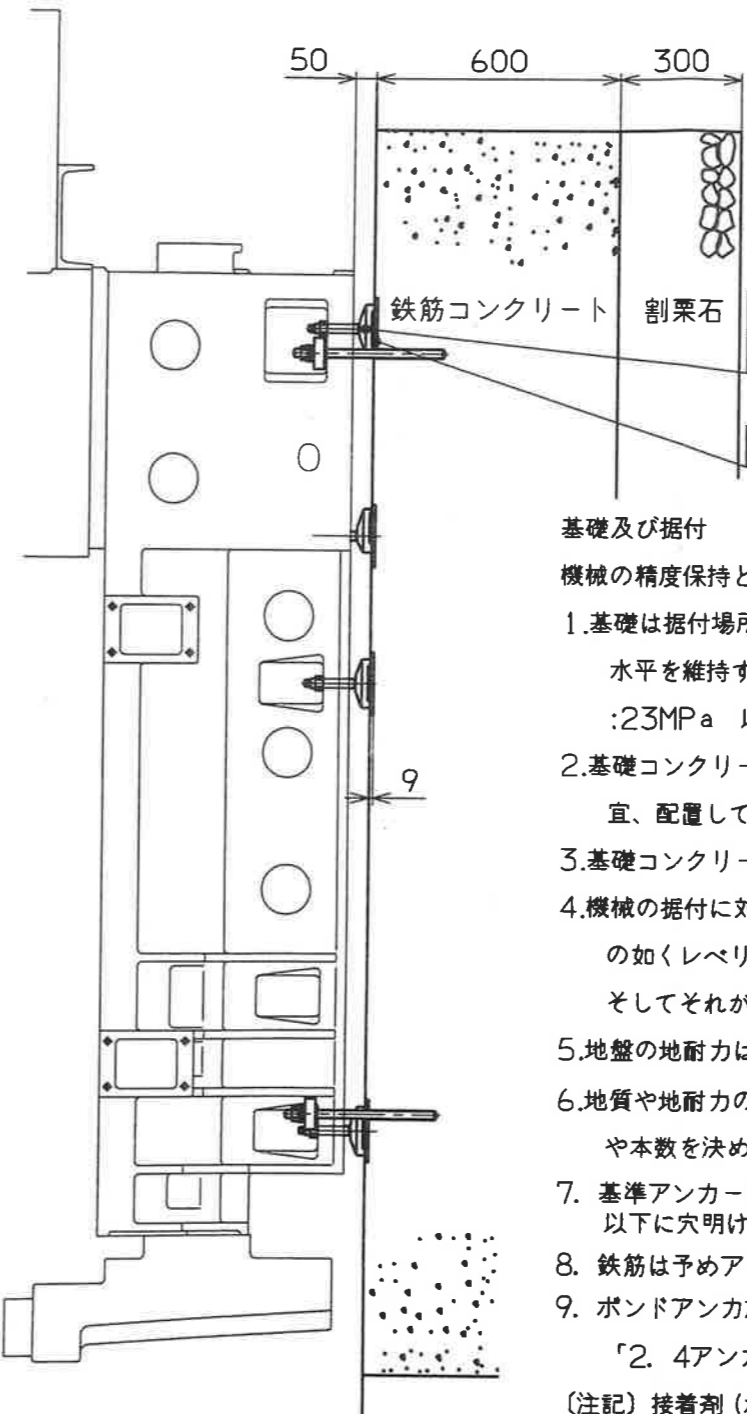 50 600 300
鉄筋コンクリート 割栗石
9
基礎及び据付
機械の精度保持と
1.基礎は据付場所
水平を維持す
:23MPa
2.基礎コンクリー
宜、配置して
3.基礎コンクリー
4.機械の据付に対
の如くレベリ
そしてそれが
5.地盤の地耐力は
6.地質や地耐力の
や本数を決め
7. 基準アンカー
以下に穴明け
8. 鉄筋は予めア
9. ボンドアンカ
「2. 4アンカ
〔注記〕接着剤